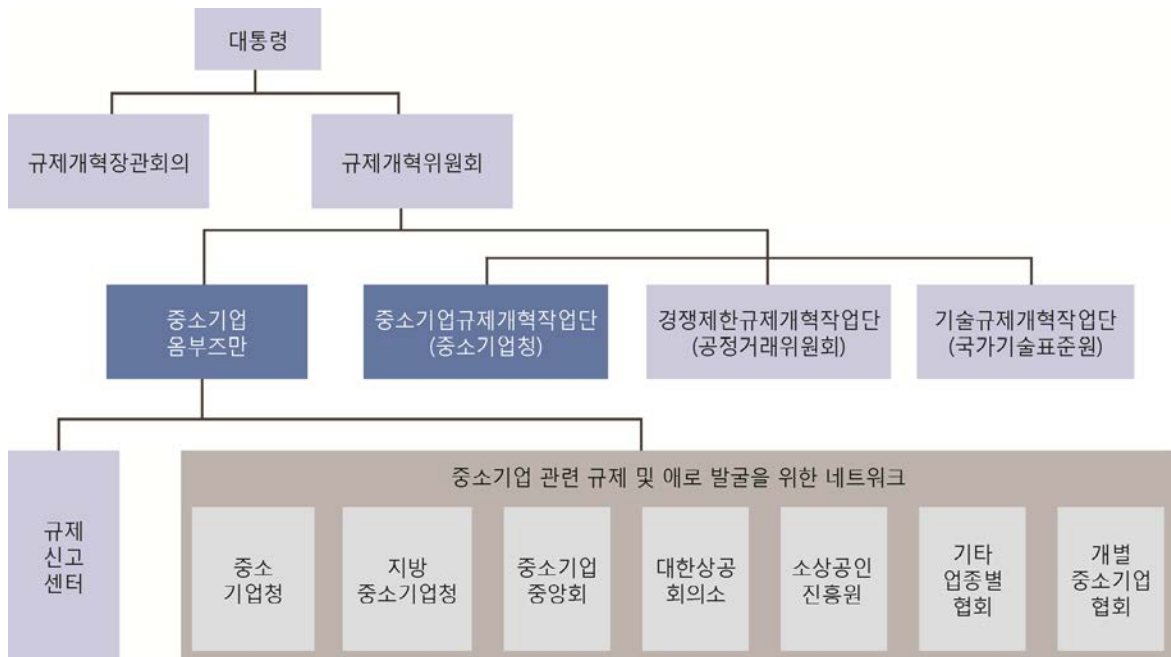 대통령
규제개혁장관회의
규제개혁위원회
중소기업
옴부즈만
중소기업규제개혁작업단
(중소기업청)
경쟁제한규제개혁작업단
(공정거래위원회)
기술규제개혁작업단
(국가기술표준원)
규제
신고
센터
중소기업 관련 규제 및 애로 발굴을 위한 네트워크
중소
기업청
지방
중소기업청
중소기업
중앙회
대한상공
회의소
소상공인
진흥원
기타
업종별
협회
개별
중소기업
협회